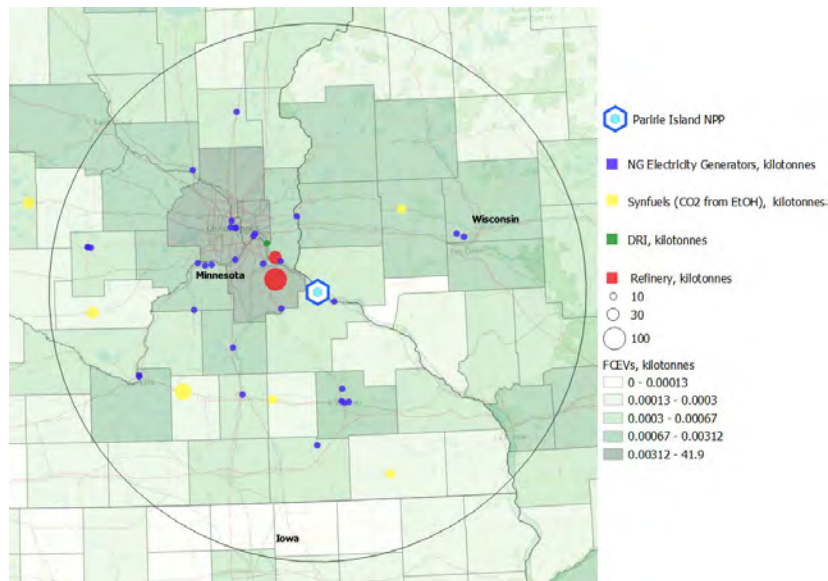 Paririe Island NPP
NG Electricity Generators, kilotonnes
Synfuels (CO2 from EtOH), kilotonnes
Wisconsin
DRI, kilotonnes
Minnesota
Refinery, kilotonnes
10
30
100
FCEVs, kilotonnes
0 - 0.00013
0.00013 - 0.0003
0.0003 - 0.00067
0.00067 - 0.00312
0.00312 - 41.9
Iowa